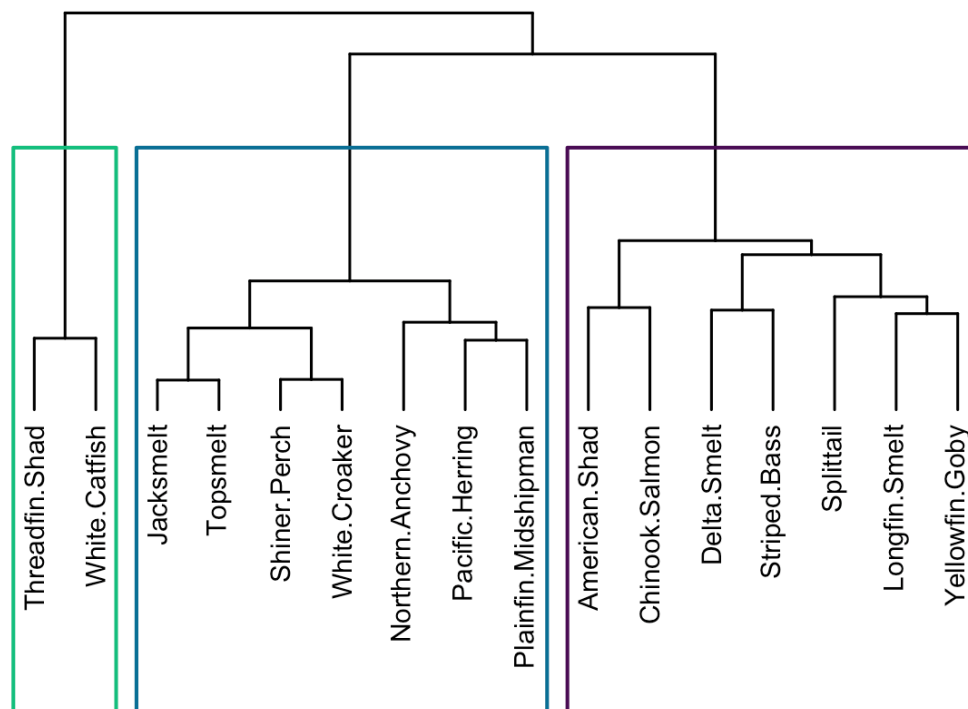 Threadfin.Shad
White.Catfish
Jacksmelt
Topsmelt
Shiner.Perch
White.Croaker
Northern.Anchovy
Pacific.Herring
Plainfin.Midshipman
American.Shad
Chinook.Salmon
Delta.Smelt
Striped.Bass
Splittail
Longfin.Smelt
Yellowfin.Goby